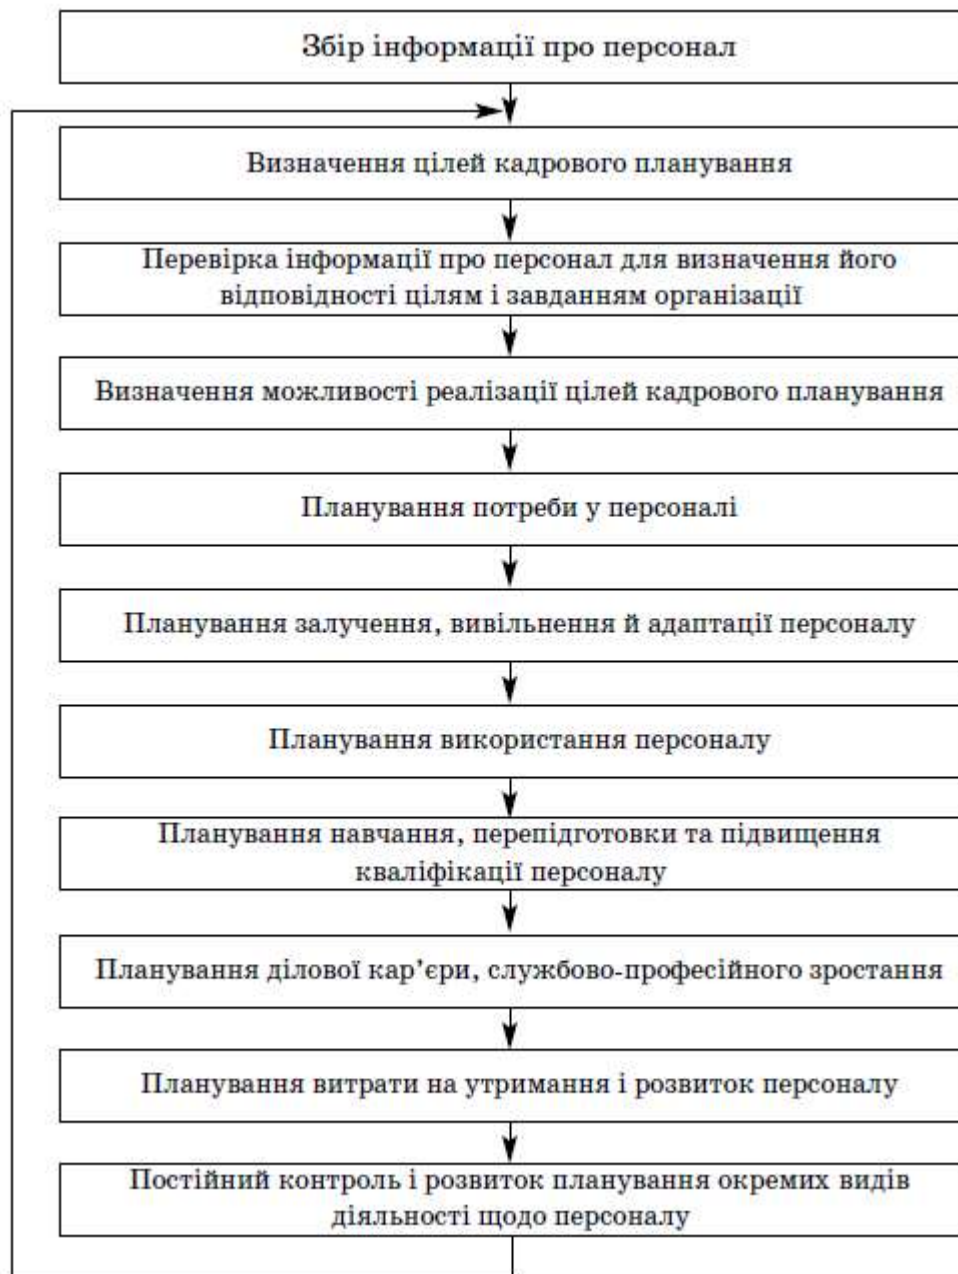 Збір інформації про персонал
Визначення цілей кадрового планування
Перевірка інформації про персонал для визначення його
відповідності цілям і завданням організації
Визначення можливості реалізації цілей кадрового планування
Планування потреби у персоналі
Планування залучення, вивільнення й адаптації персоналу
Планування використання персоналу
Планування навчання, перепідготовки та підвищення
кваліфікації персоналу
Планування ділової кар’єри, службово-професійного зростання
Планування витрати на утримання і розвиток персоналу
Постійний контроль і розвиток планування окремих видів
діяльності щодо персоналу